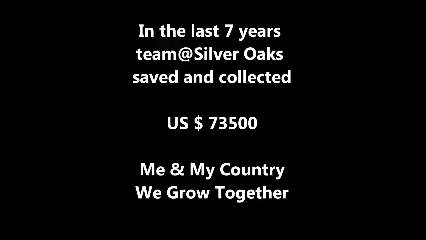 In the last 7 years
team@Silver Oaks
saved and collected
US $ 73500
Me & My Country
We Grow Together